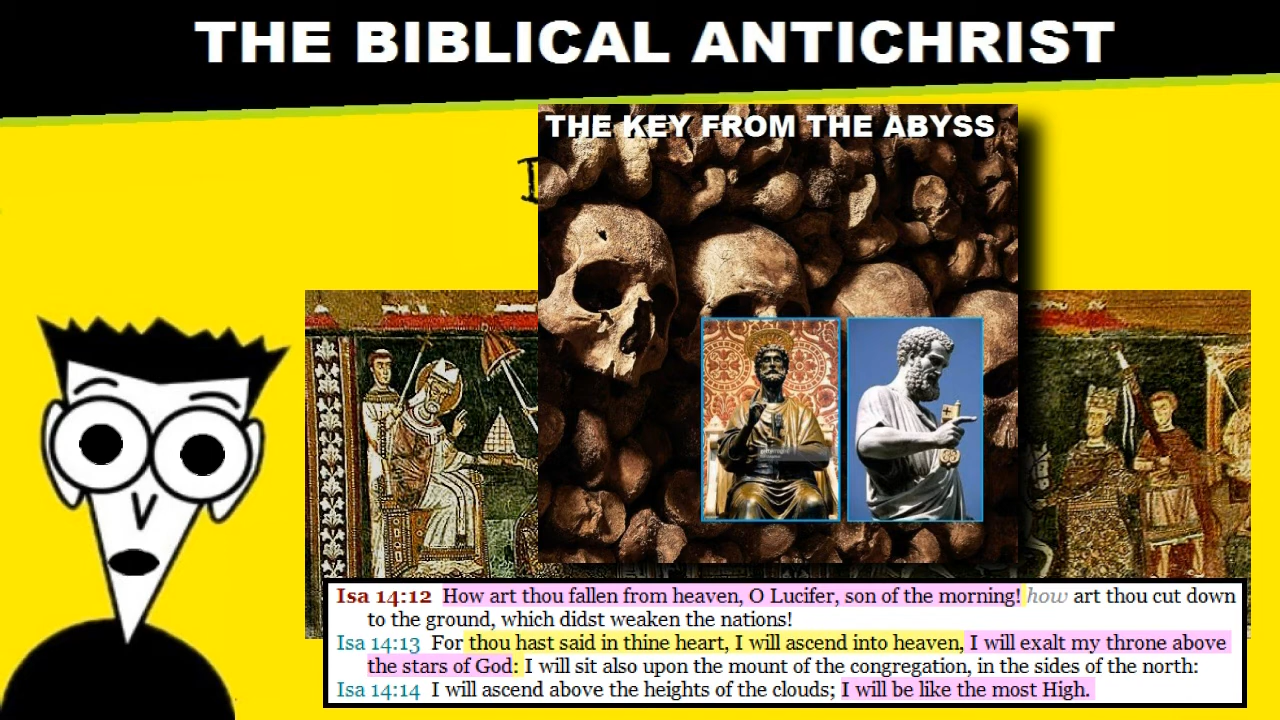 THE BIBLICAL ANTICHRIST
THE KEY FROM THE ABYSS
Isa 14:12 How art thou fallen from heaven, O Lucifer, son of the morning! how art thou cut down
to the ground, which didst weaken the nations!
Isa 14:13 For thou hast said in thine heart, I will ascend into heaven, I will exalt my throne above
the stars of God: I will sit also upon the mount of the congregation, in the sides of the north:
Isa 14:14 I will ascend above the heights of the clouds; I will be like the most High.